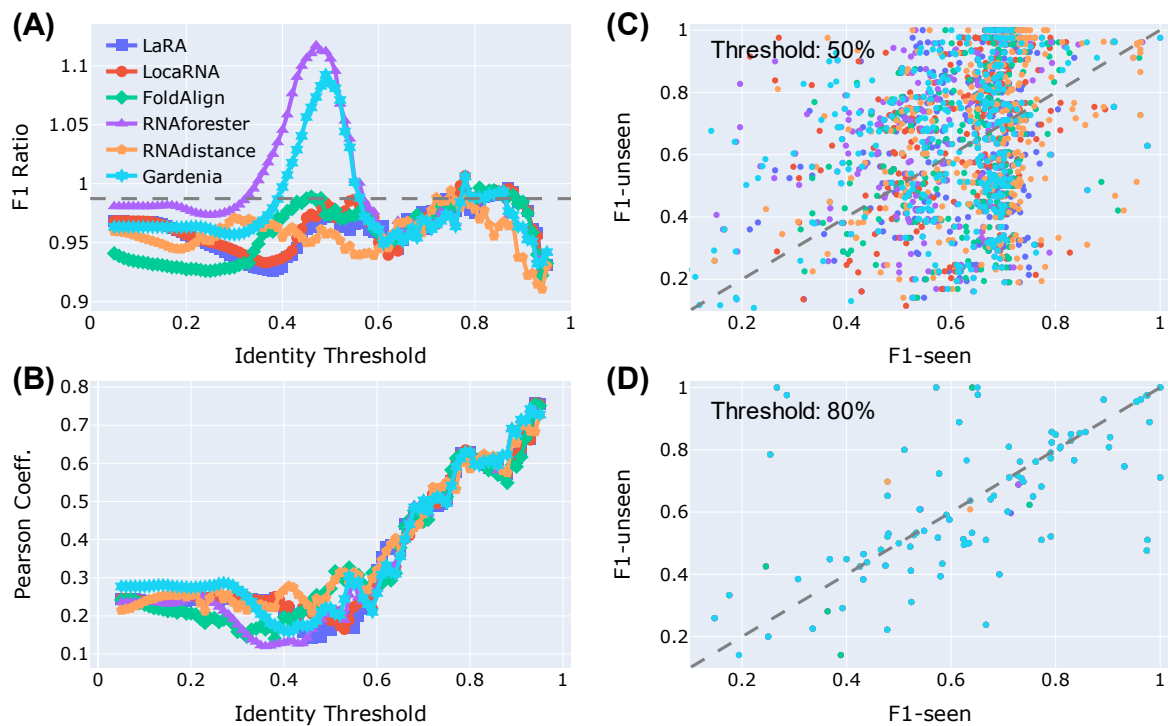 (A)
LaRA
LocaRNA
FoldAlign
RNAforester
RNAdistance
Gardenia
1.1
1.05
1
0.95
0.9
F1 Ratio
0 0.2 0.4 0.6 0.8 1
Identity Threshold
(B)
0.8
0.7
0.6
0.5
0.4
0.3
0.2
0.1
Pearson Coeff.
0 0.2 0.4 0.6 0.8 1
Identity Threshold
(C)
Threshold: 50%
1
0.8
0.6
0.4
0.2
F1-unseen
0.2 0.4 0.6 0.8 1
F1-seen
(D)
Threshold: 80%
1
0.8
0.6
0.4
0.2
F1-unseen
0.2 0.4 0.6 0.8 1
F1-seen